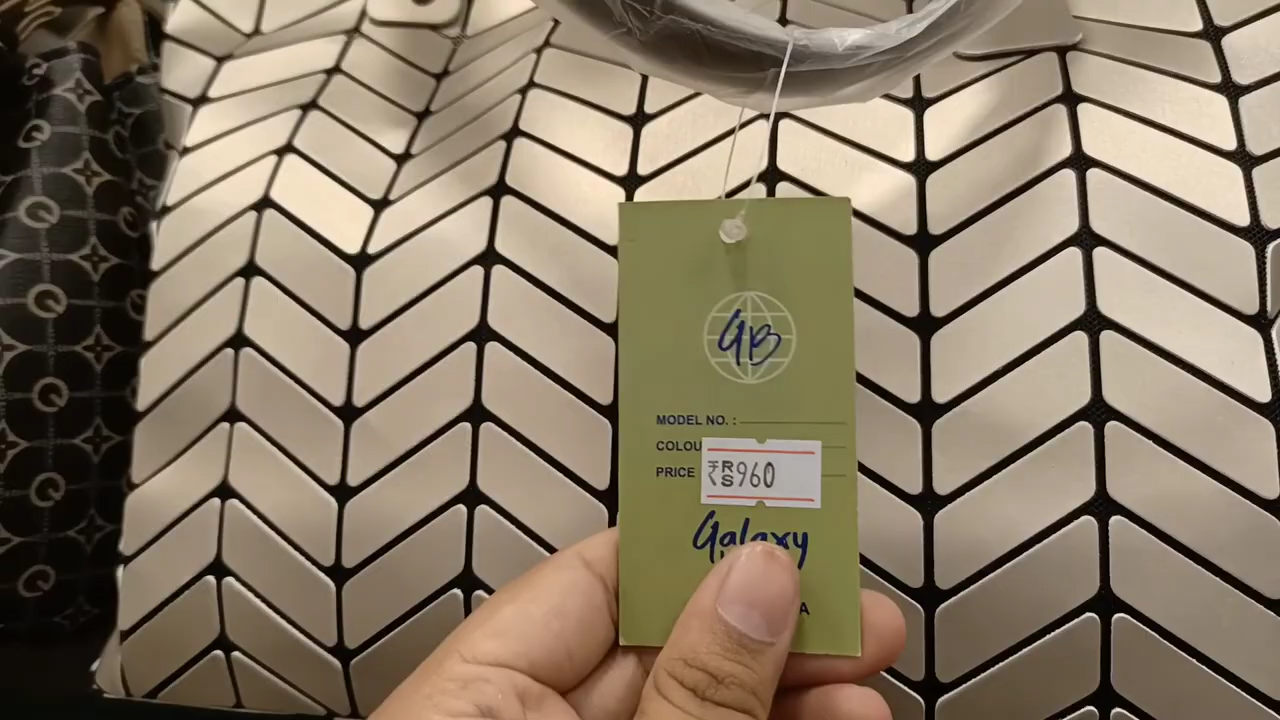 GB
MODEL NO. :
COLOU
PRICE ₹RS960
Galaxy
A